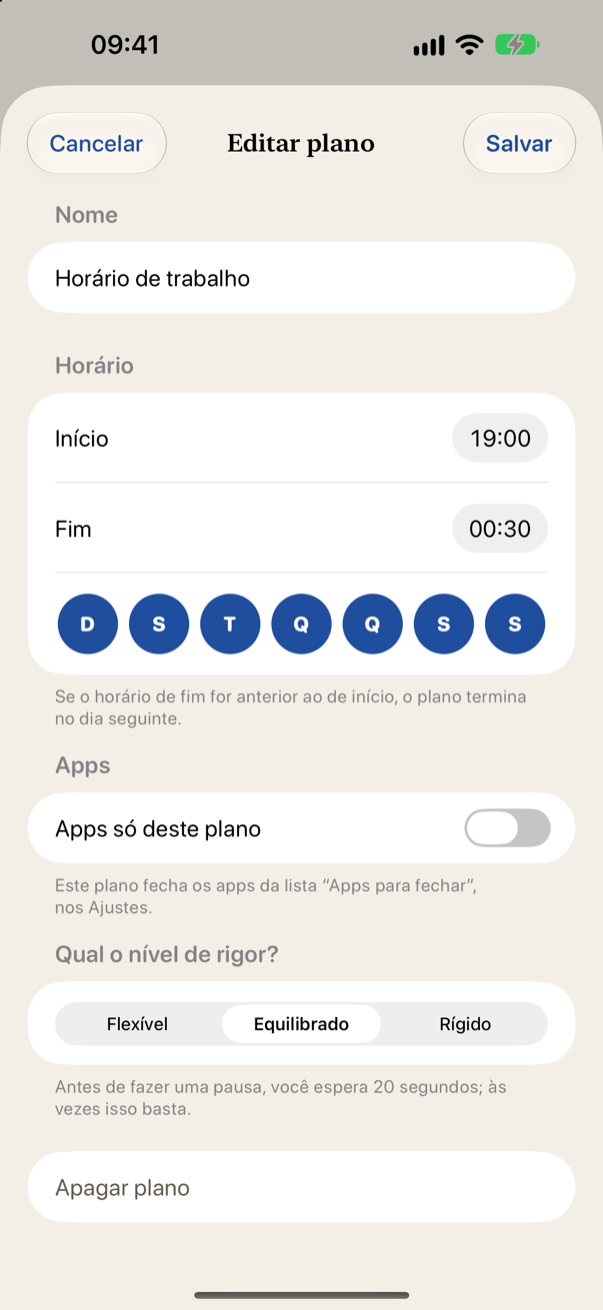 09:41
Cancelar
Editar plano
Salvar
Nome
Horário de trabalho
Horário
Início
19:00
Fim
00:30
D S T Q Q S S
Se o horário de fim for anterior ao de início, o plano termina
no dia seguinte.
Apps
Apps só deste plano
Este plano fecha os apps da lista “Apps para fechar”,
nos Ajustes.
Qual o nível de rigor?
Flexível Equilibrado Rígido
Antes de fazer uma pausa, você espera 20 segundos; às
vezes isso basta.
Apagar plano